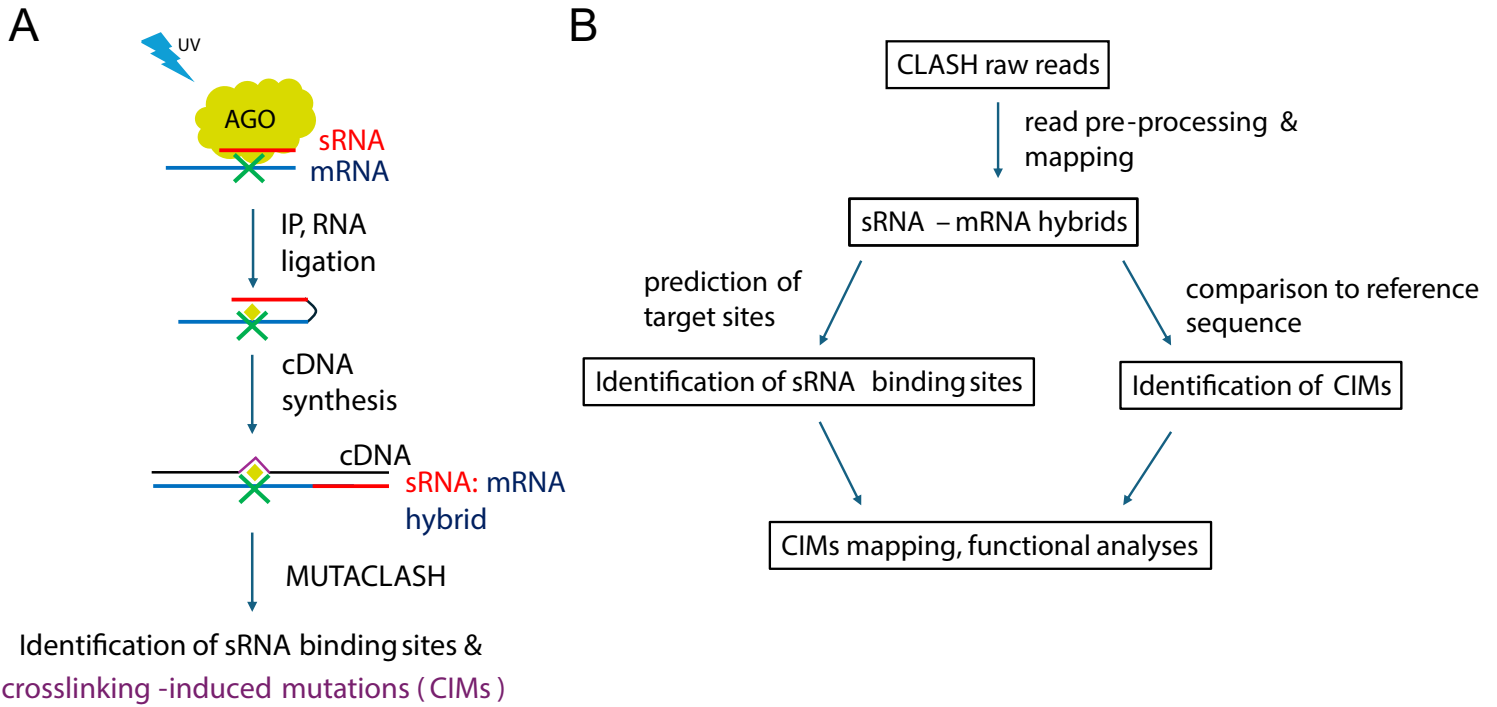 A
UV
AGO
sRNA
mRNA
IP, RNA
ligation
cDNA
synthesis
cDNA
sRNA: mRNA
hybrid
MUTACLASH
Identification of sRNA binding sites &
crosslinking -induced mutations ( CIMs )
B
CLASH raw reads
read pre-processing &
mapping
sRNA – mRNA hybrids
prediction of
target sites
comparison to reference
sequence
Identification of sRNA binding sites
Identification of CIMs
CIMs mapping, functional analyses